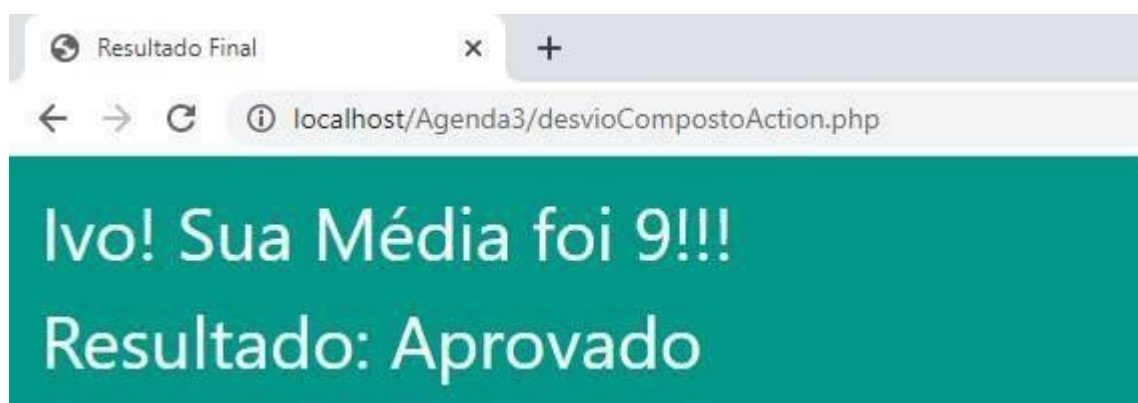 Resultado Final
localhost/Agenda3/desvioCompostoAction.php
Ivo! Sua Média foi 9!!!
Resultado: Aprovado